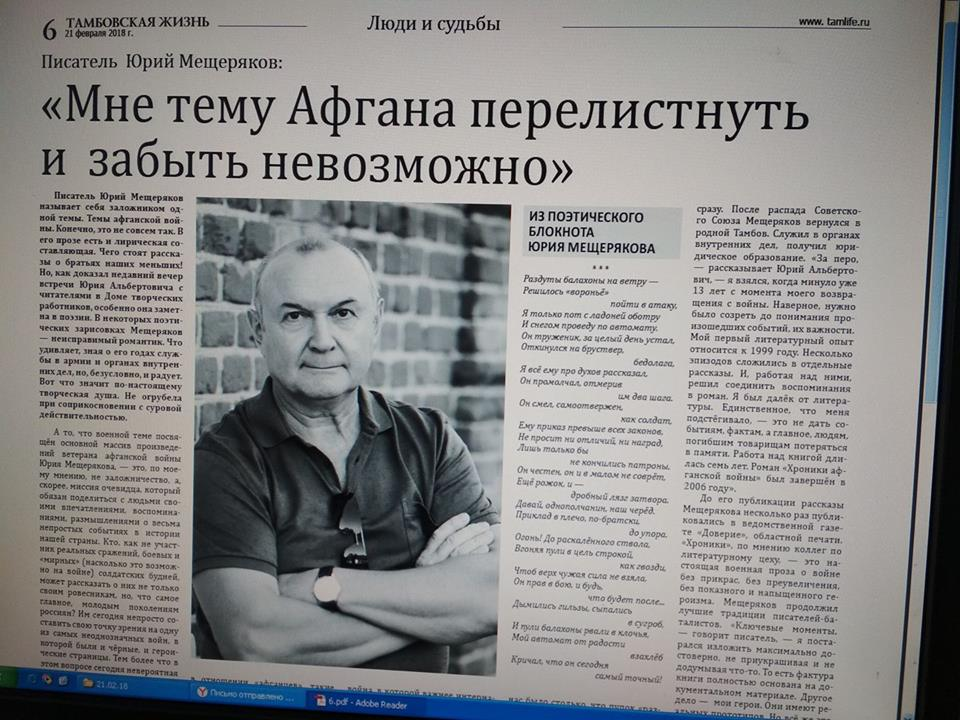 6
ТАМБОВСКАЯ ЖИЗНЬ
21 февраля 2018 г.
Люди и судьбы
www. tamlife.ru
Писатель Юрий Мещеряков:
«Мне тему Афгана перелистнуть
и забыть невозможно»
Писатель Юрий Мещеряков
называет себя заложником од-
ной темы. Темы афганской вой-
ны. Конечно, это не совсем так. В
его прозе есть и лирическая со-
ставляющая. Чего стоят расска-
зы о братьях наших меньших!
Но, как доказал недавний вечер
встречи Юрия Альбертовича с
читателями в Доме творческих
работников, особенно она замет-
на в поэзии. В некоторых поэти-
ческих зарисовках Мещеряков
— неисправимый романтик. Что
удивляет, зная о его годах служ-
бы в армии и органах внутрен-
них дел, но, безусловно, и радует.
Вот что значит по-настоящему
творческая душа. Не огрубела
при соприкосновении с суровой
действительностью.
А то, что военной теме посвя-
щён основной массив произведе-
ний ветерана афганской войны
Юрия Мещерякова, — это, по мое-
му мнению, не заложничество, а,
скорее, миссия очевидца, который
обязан поделиться с людьми сво-
ими впечатлениями, воспомина-
ниями, размышлениями о весьма
непростых событиях в истории
нашей страны. Кто, как не участ-
ник реальных сражений, боевых и
«мирных» (насколько это возмож-
но на войне) солдатских будней,
может рассказать о них не только
своим ровесникам, но, что самое
главное, молодым поколениям
россиян? Им сегодня непросто со-
ставить свою точку зрения на одну
из самых неоднозначных войн, в
которой были и чёрные, и герои-
ческие страницы. Тем более что в
этом вопросе сегодня невероятная
ИЗ ПОЭТИЧЕСКОГО
БЛОКНОТА
ЮРИЯ МЕЩЕРЯКОВА
* * *
Раздуты балахоны на ветру —
Решилось «вороньё»
пойти в атаку,
Я только пот с ладоней оботру
И снегом проведу по автомату.
Он труженик, за целый день устал,
Откинулся на бруствер,
бедолага,
Я всё ему про духов рассказал,
Он промолчал, отмерив
им два шага.
Он смел, самоотвержен,
как солдат,
Ему приказ превыше всех законов,
Не просит ни отличий, ни наград,
Лишь только бы
не кончились патроны.
Он честен, он и в малом не соврёт,
Ещё рожок, и —
дробный лязг затвора.
Давай, однополчанин, наш черёд.
Приклад в плечо, по-братски,
до упора.
Огонь! До раскалённого ствола,
Вгоняя пули в цель строкой,
как гвозди,
Чтоб верх чужая сила не взяла,
Он прав в бою, и будь,
что будет после...
Дымились гильзы, сыпались
в сугроб,
И пули балахоны рвали в клочья,
Мой автомат от радости
взахлёб
Кричал, что он сегодня
самый точный!
сразу. После распада Советско-
го Союза Мещеряков вернулся в
родной Тамбов. Служил в органах
внутренних дел, получил юри-
дическое образование. «За перо,
— рассказывает Юрий Альберто-
вич, — я взялся, когда минуло уже
13 лет с момента моего возвра-
щения с войны. Наверное, нужно
было созреть до понимания про-
изошедших событий, их важности.
Мой первый литературный опыт
относится к 1999 году. Несколько
эпизодов сложились в отдельные
рассказы. И, работая над ними,
решил соединить воспоминания
в роман. Я был далёк от литера-
туры. Единственное, что меня
подстёгивало, — это не дать со-
бытиям, фактам, а главное, людям,
погибшим товарищам потеряться
в памяти. Работа над книгой дли-
лась семь лет. Роман «Хроники аф-
ганской войны» был завершён в
2006 году».
До его публикации рассказы
Мещерякова несколько раз публи-
ковались в ведомственной газе-
те «Доверие», областной печати.
«Хроники», по мнению коллег по
литературному цеху, — это на-
стоящая военная проза о войне
без прикрас, без преувеличения,
без показного и напыщенного ге-
роизма. Мещеряков продолжил
лучшие традиции писателей-ба-
талистов. «Ключевые моменты,
— говорит писатель, — я поста-
рался изложить максимально до-
стоверно, не приукрашивая и не
додумывая что-то. То есть фактура
книги полностью основана на до-
кументальном материале. Другое
дело — мои герои. Они имеют ре-
альных прототипов. Но всё же
21.02.18
Письмо отправлено ...
6.pdf - Adobe Reader